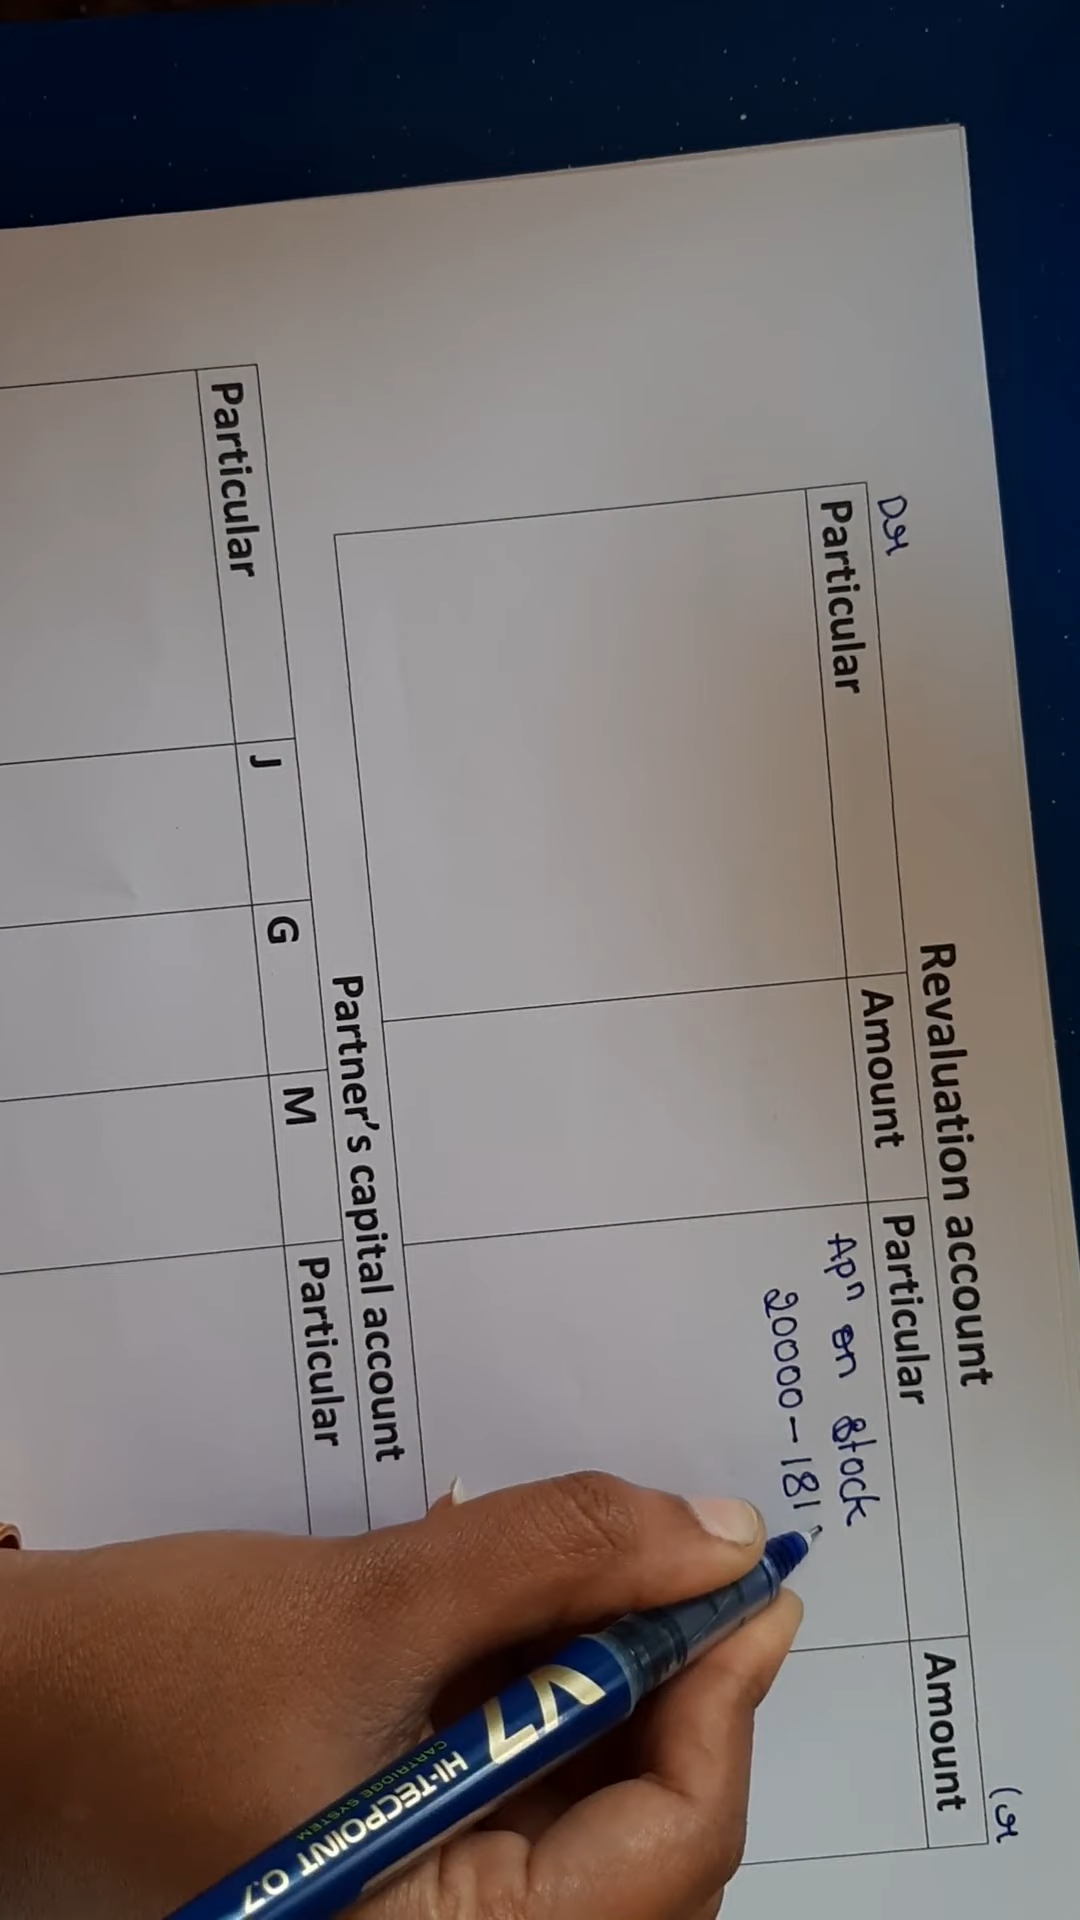 Revaluation account
Dr
Cr
Particular Amount Particular Amount
Apn on stock
20000-181
Partner's capital account
Particular J G M Particular
V7
HI-TECPOINT 0.7
CARTRIDGE SYSTEM